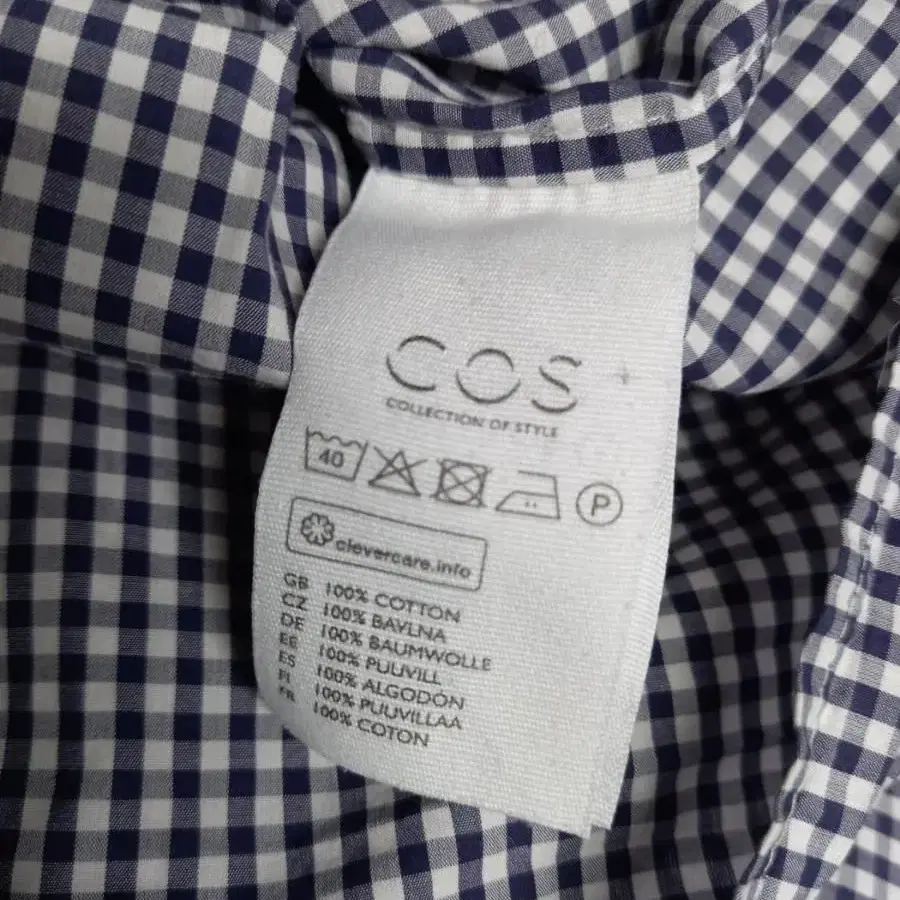 COS
COLLECTION OF STYLE
40
P
clevercare.info
GB 100% COTTON
CZ 100% BAVLNA
DE 100% BAUMWOLLE
EE 100% PUUVILL
ES 100% ALGODÓN
FI 100% PUUVILLAA
FR 100% COTON